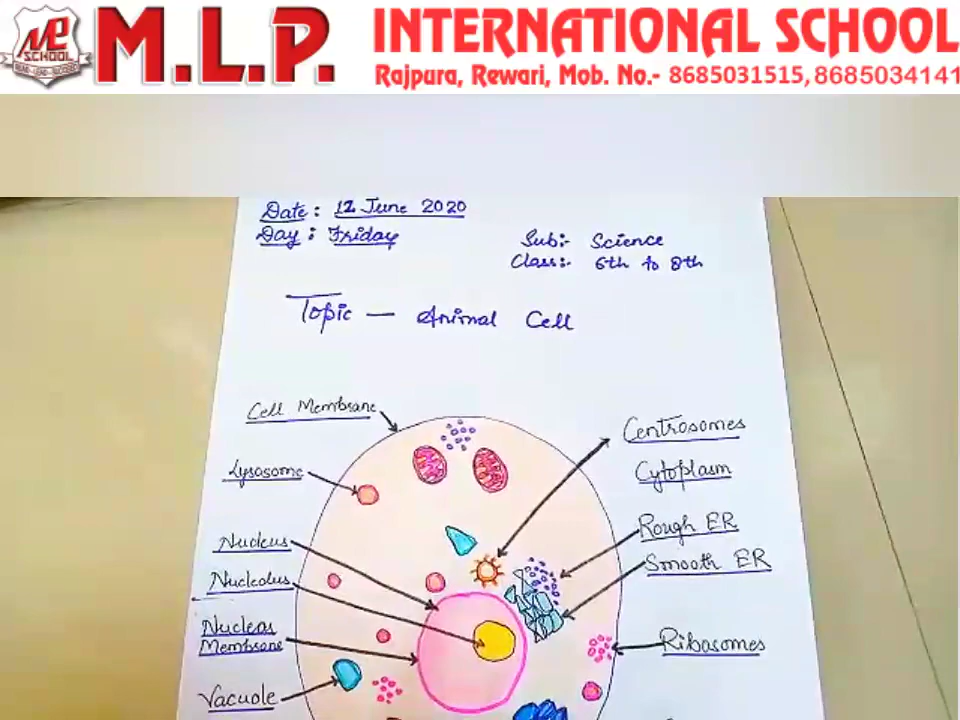 M.L.P. INTERNATIONAL SCHOOL
Rajpura, Rewari, Mob. No.- 8685031515, 8685034141
Date : 12 June 2020
Day : Friday
Sub:- Science
Class:- 6th to 8th
Topic — Animal Cell
Cell Membrane
Lysosome
Nucleus
Nucleolus
Nucleus
Membrane
Vacuole
Centrosomes
Cytoplasm
Rough ER
Smooth ER
Ribosomes